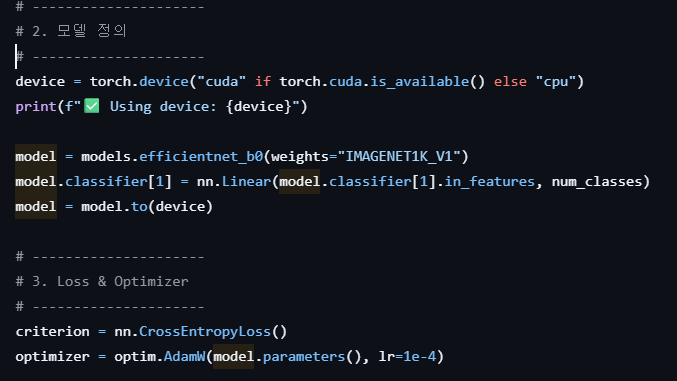 # ---------------------
# 2. 모델 정의
# ---------------------
device = torch.device("cuda" if torch.cuda.is_available() else "cpu")
print(f"✅ Using device: {device}")
model = models.efficientnet_b0(weights="IMAGENET1K_V1")
model.classifier[1] = nn.Linear(model.classifier[1].in_features, num_classes)
model = model.to(device)
# ---------------------
# 3. Loss & Optimizer
# ---------------------
criterion = nn.CrossEntropyLoss()
optimizer = optim.AdamW(model.parameters(), lr=1e-4)